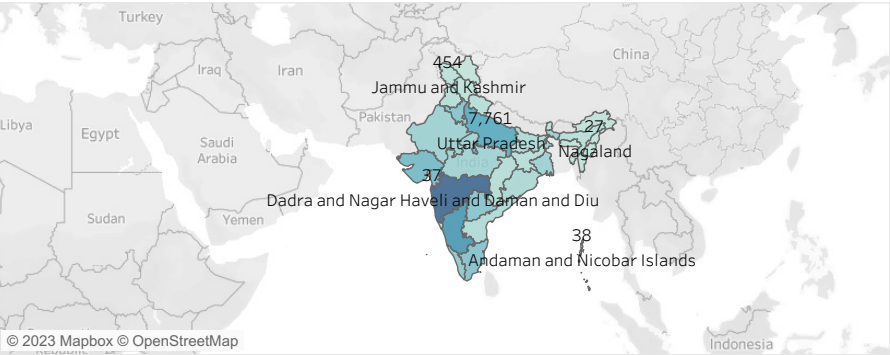 Turkey
454
China
Iraq
Iran
Jammu and Kashmir
Pakistan
7,761
Libya
Egypt
27
Saudi
Arabia
Uttar Pradesh
Nagaland
India
37
Dadra and Nagar Haveli and Daman and Diu
Sudan
Yemen
38
Andaman and Nicobar Islands
© 2023 Mapbox © OpenStreetMap
Indonesia